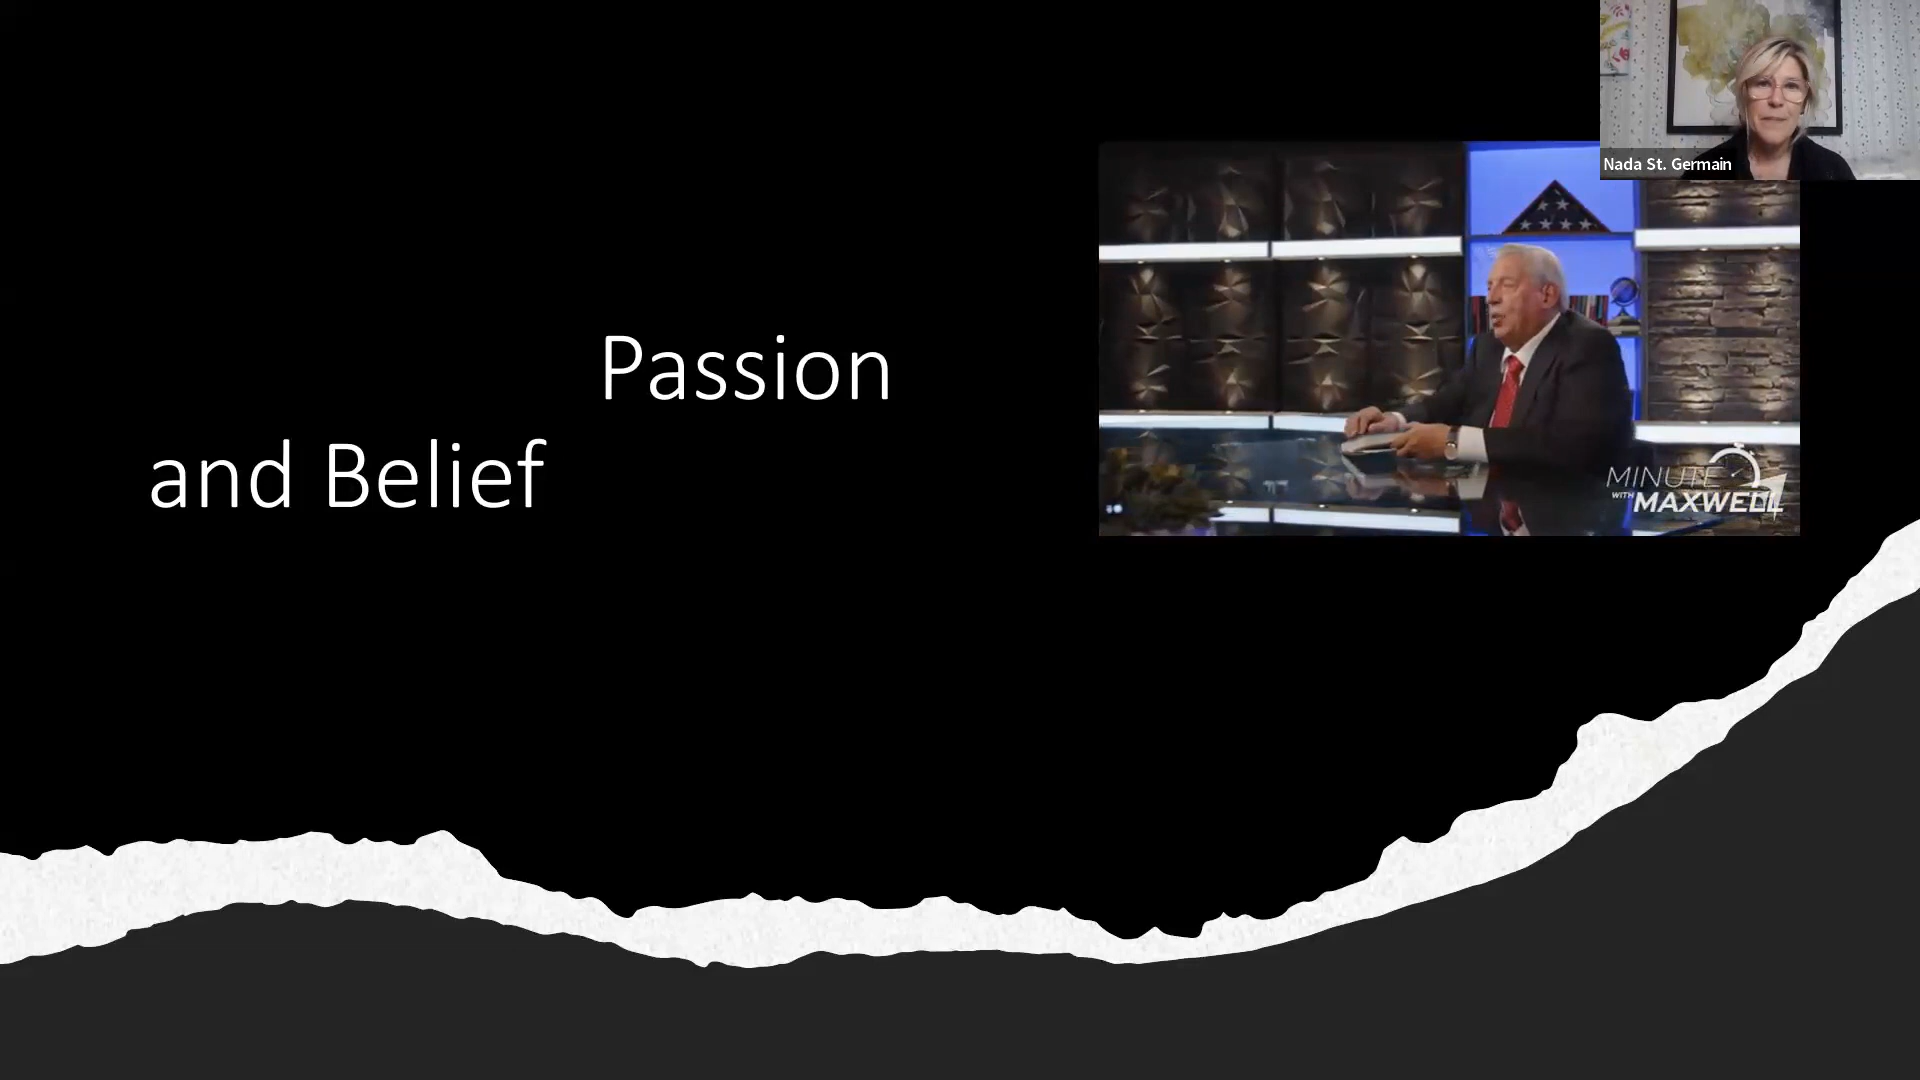 Passion
and Belief
Nada St. Germain
MINUTE
WITH MAXWELL